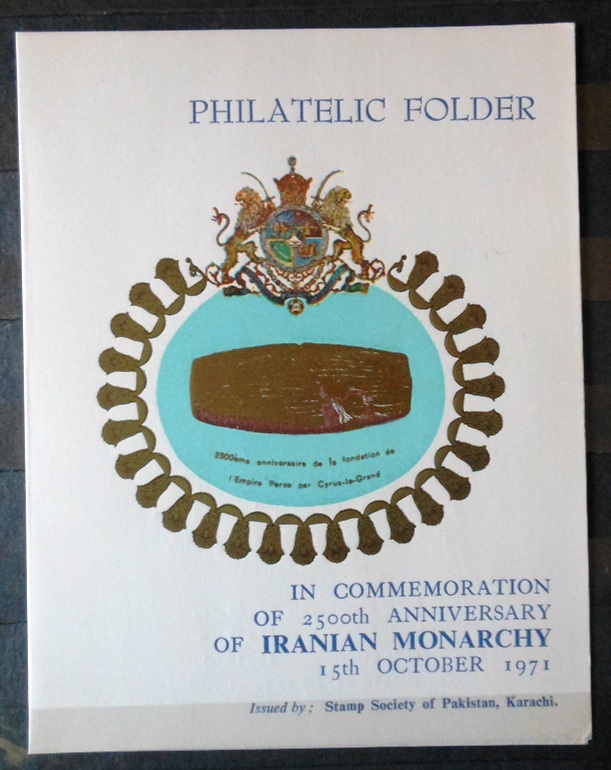 PHILATELIC FOLDER
2500ème anniversaire de la fondation de
l'Empire Perse par Cyrus-le-Grand
IN COMMEMORATION
OF 2500th ANNIVERSARY
OF IRANIAN MONARCHY
15th OCTOBER 1971
Issued by : Stamp Society of Pakistan, Karachi.